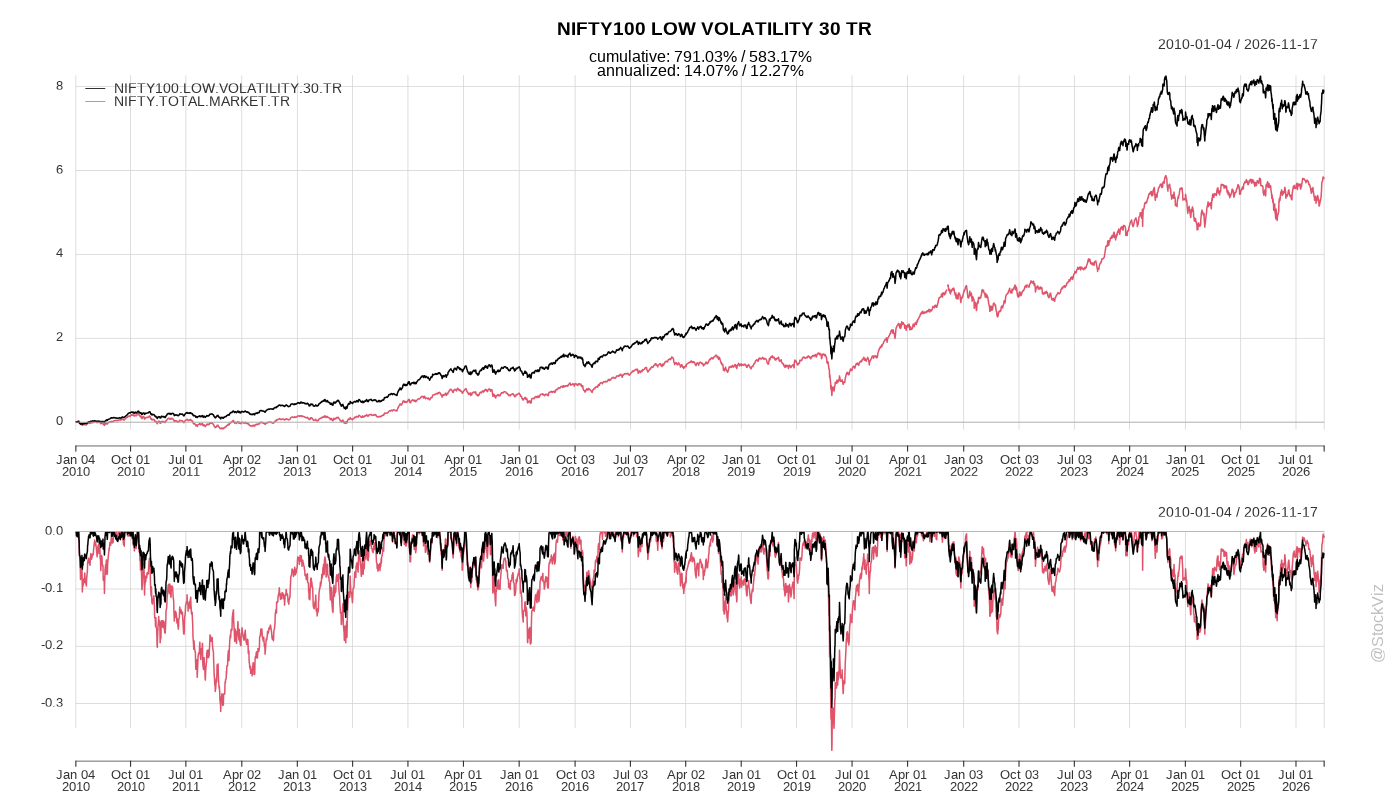 NIFTY100 LOW VOLATILITY 30 TR
2010-01-04 / 2026-11-17
cumulative: 791.03% / 583.17%
annualized: 14.07% / 12.27%
NIFTY100.LOW.VOLATILITY.30.TR
NIFTY.TOTAL.MARKET.TR
8
6
4
2
0
Jan 04 Oct 01 Jul 01 Apr 02 Jan 01 Oct 01 Jul 01 Apr 01 Jan 01 Oct 03 Jul 03 Apr 02 Jan 01 Oct 01 Jul 01 Apr 01 Jan 03 Oct 03 Jul 03 Apr 01 Jan 01 Oct 01 Jul 01
2010 2010 2011 2012 2013 2013 2014 2015 2016 2016 2017 2018 2019 2019 2020 2021 2022 2022 2023 2024 2025 2025 2026
2010-01-04 / 2026-11-17
0.0
-0.1
-0.2
-0.3
Jan 04 Oct 01 Jul 01 Apr 02 Jan 01 Oct 01 Jul 01 Apr 01 Jan 01 Oct 03 Jul 03 Apr 02 Jan 01 Oct 01 Jul 01 Apr 01 Jan 03 Oct 03 Jul 03 Apr 01 Jan 01 Oct 01 Jul 01
2010 2010 2011 2012 2013 2013 2014 2015 2016 2016 2017 2018 2019 2019 2020 2021 2022 2022 2023 2024 2025 2025 2026
@StockViz